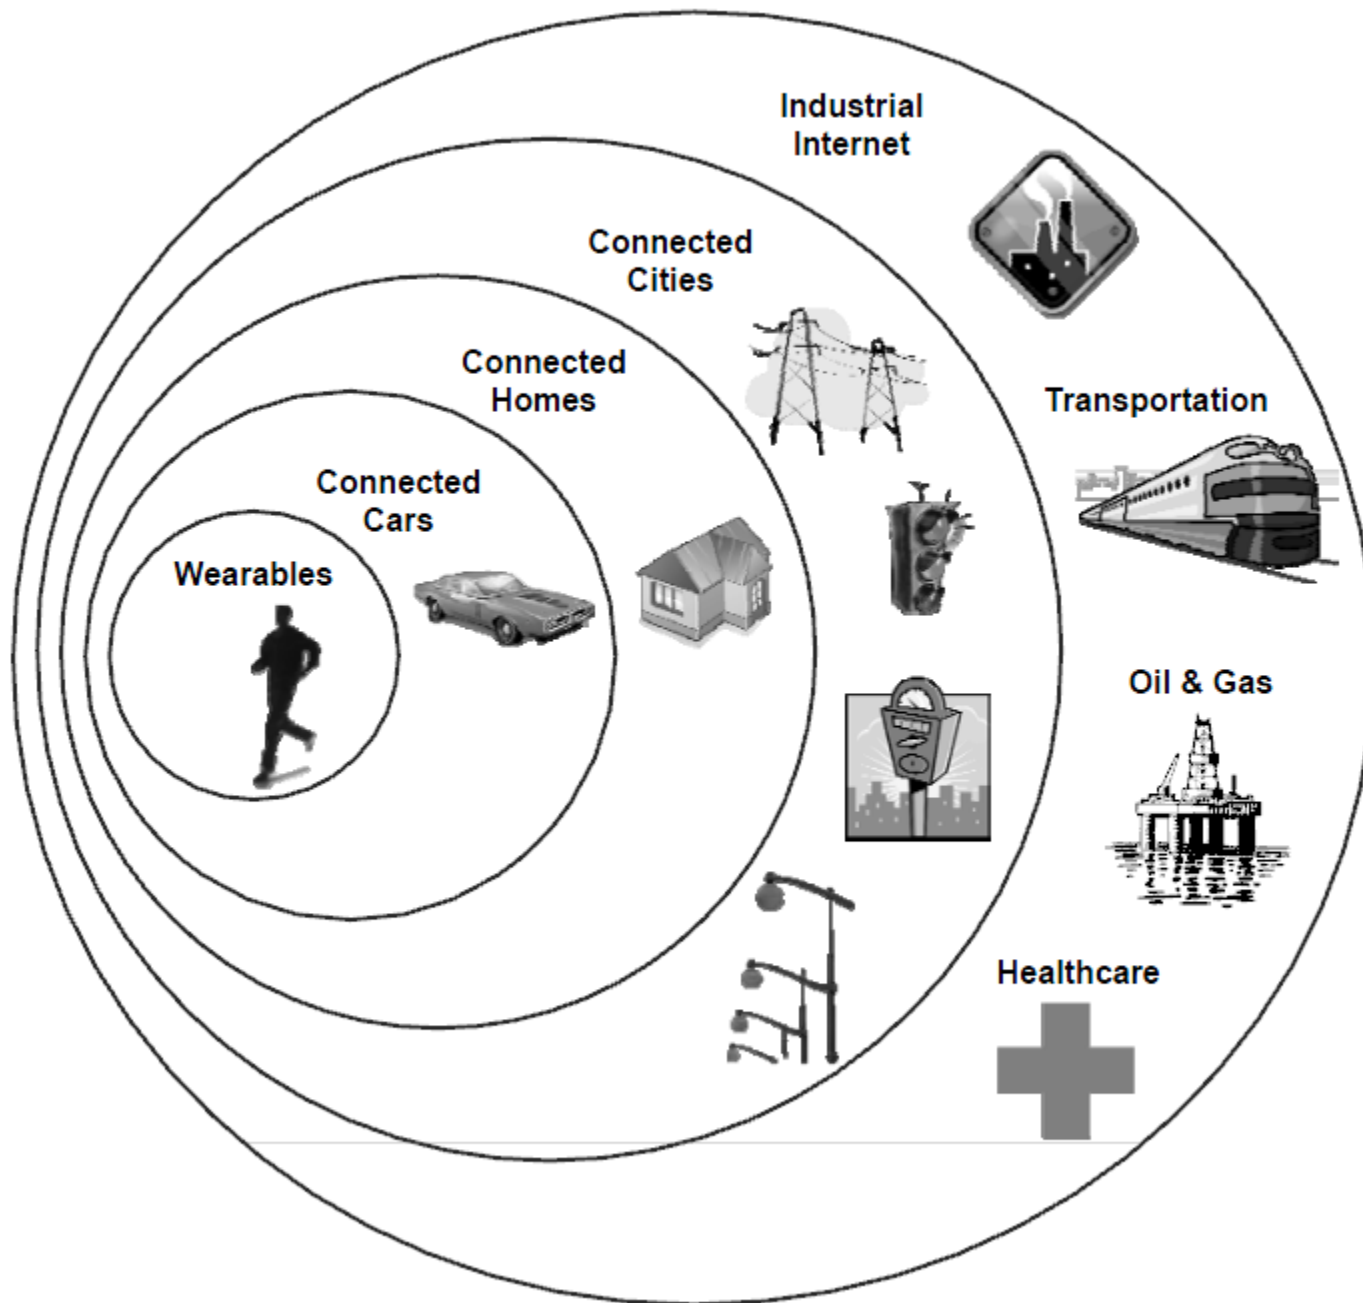 Industrial
Internet
Connected
Cities
Connected
Homes
Transportation
Connected
Cars
Wearables
Oil & Gas
Healthcare